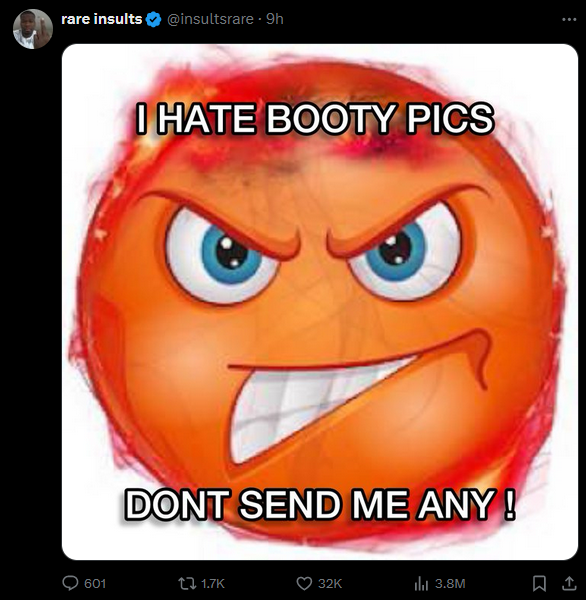 rare insults @insultsrare · 9h
I HATE BOOTY PICS
DONT SEND ME ANY !
601 1.7K 32K 3.8M